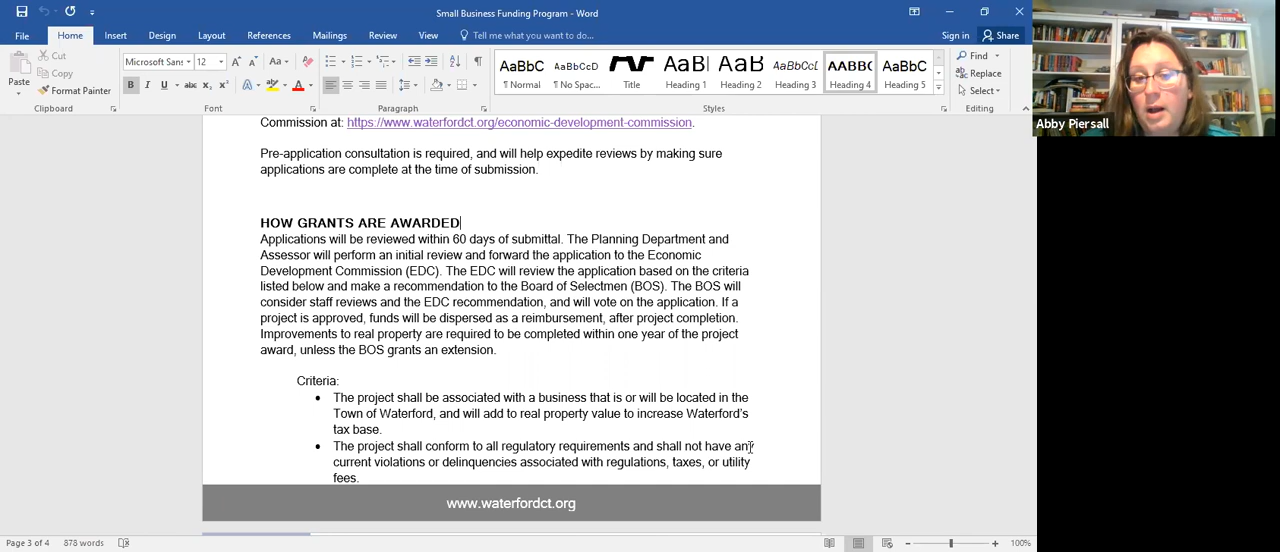 Small Business Funding Program - Word
File Home Insert Design Layout References Mailings Review View Tell me what you want to do... Sign in Share
Paste Cut Copy Format Painter Clipboard
Microsoft San 12 Font
Paragraph
AaBbC AaBbCcD AaBl AaBb AaBbCcL AABBC AaBbC
¶ Normal ¶ No Spac... Title Heading 1 Heading 2 Heading 3 Heading 4 Heading 5
Styles
Find Replace Select Editing
Abby Piersall
Commission at: https://www.waterfordct.org/economic-development-commission.
Pre-application consultation is required, and will help expedite reviews by making sure
applications are complete at the time of submission.
HOW GRANTS ARE AWARDED
Applications will be reviewed within 60 days of submittal. The Planning Department and
Assessor will perform an initial review and forward the application to the Economic
Development Commission (EDC). The EDC will review the application based on the criteria
listed below and make a recommendation to the Board of Selectmen (BOS). The BOS will
consider staff reviews and the EDC recommendation, and will vote on the application. If a
project is approved, funds will be dispersed as a reimbursement, after project completion.
Improvements to real property are required to be completed within one year of the project
award, unless the BOS grants an extension.
Criteria:
• The project shall be associated with a business that is or will be located in the
Town of Waterford, and will add to real property value to increase Waterford's
tax base.
• The project shall conform to all regulatory requirements and shall not have any
current violations or delinquencies associated with regulations, taxes, or utility
fees.
www.waterfordct.org
Page 3 of 4 878 words 100%